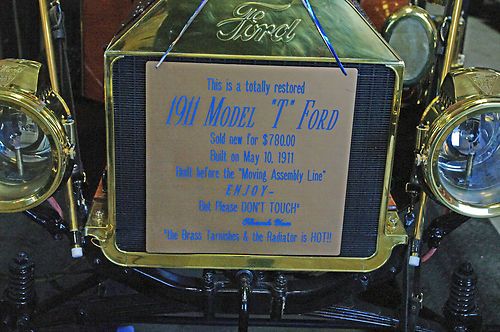 Ford
This is a totally restored
1911 MODEL "T" FORD
Sold new for $780.00
Built on May 10, 1911
Built before the "Moving Assembly Line"
ENJOY-
But Please DON'T TOUCH*
*the Brass Tarnishes & the Radiator is HOT!!